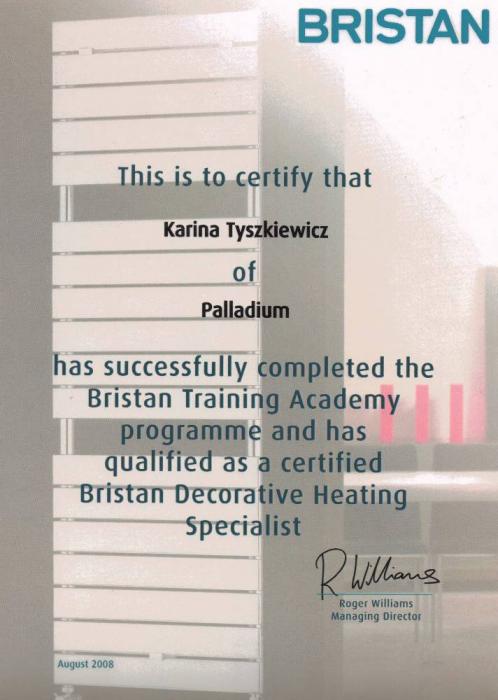 BRISTAN
This is to certify that
Karina Tyszkiewicz
of
Palladium
has successfully completed the
Bristan Training Academy
programme and has
qualified as a certified
Bristan Decorative Heating
Specialist
R Williams
Roger Williams
Managing Director
August 2008